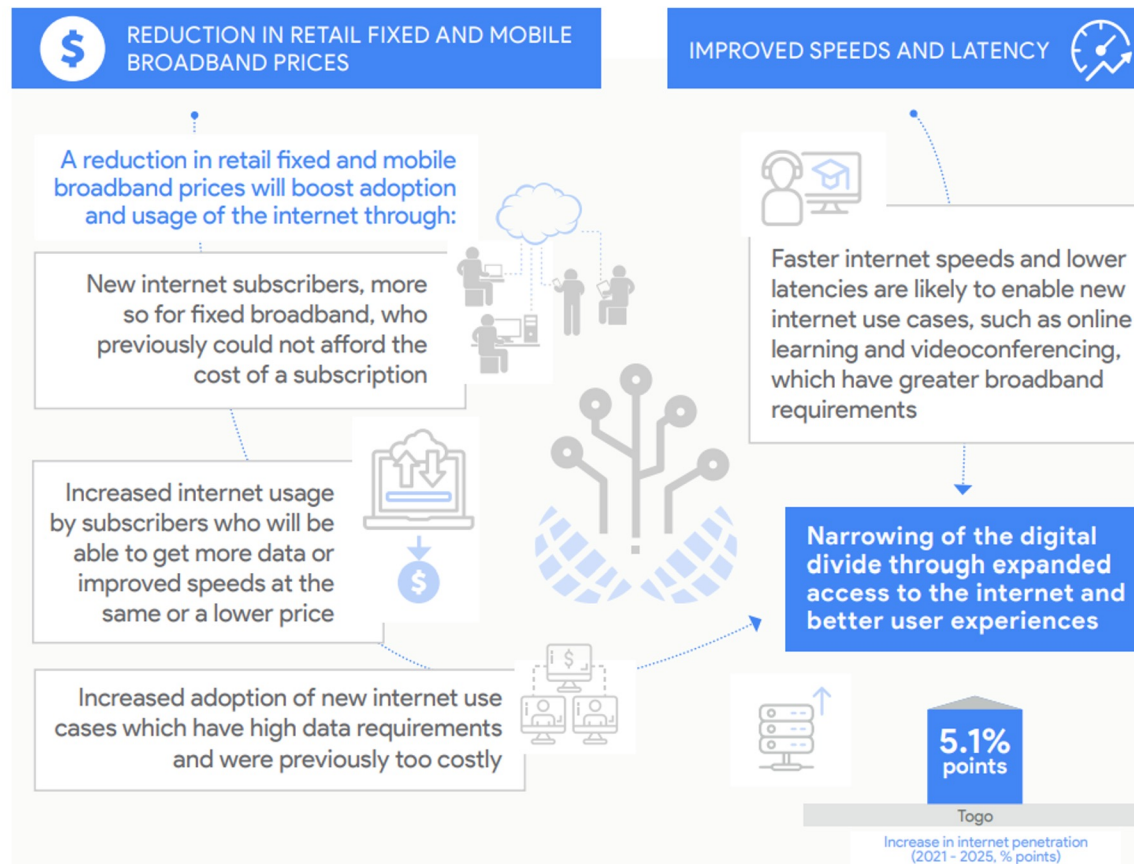 REDUCTION IN RETAIL FIXED AND MOBILE
BROADBAND PRICES
A reduction in retail fixed and mobile
broadband prices will boost adoption
and usage of the internet through:
New internet subscribers, more
so for fixed broadband, who
previously could not afford the
cost of a subscription
Increased internet usage
by subscribers who will be
able to get more data or
improved speeds at the
same or a lower price
Increased adoption of new internet use
cases which have high data requirements
and were previously too costly
IMPROVED SPEEDS AND LATENCY
Faster internet speeds and lower
latencies are likely to enable new
internet use cases, such as online
learning and videoconferencing,
which have greater broadband
requirements
Narrowing of the digital
divide through expanded
access to the internet and
better user experiences
5.1%
points
Togo
Increase in internet penetration
(2021 - 2025, % points)